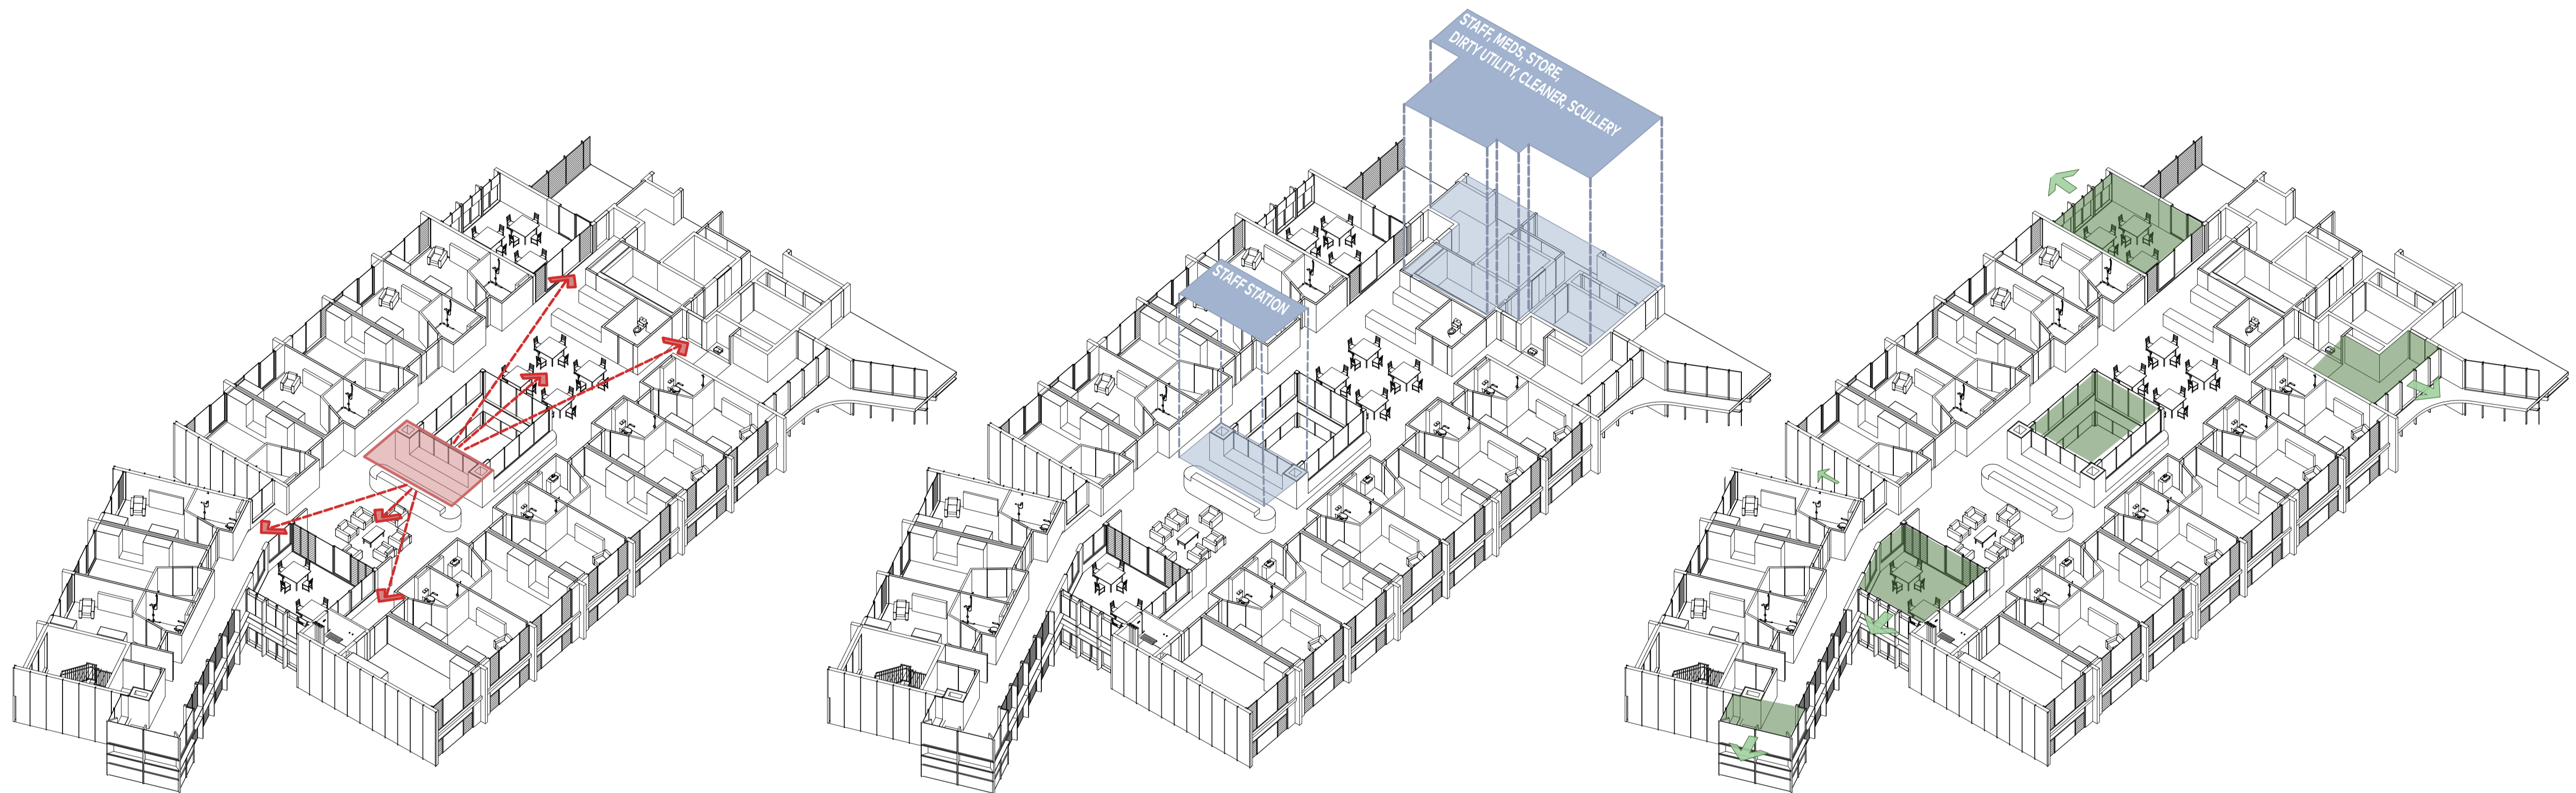 STAFF, MEDS, STORE,
DIRTY UTILITY, CLEANER, SCULLERY
STAFF STATION